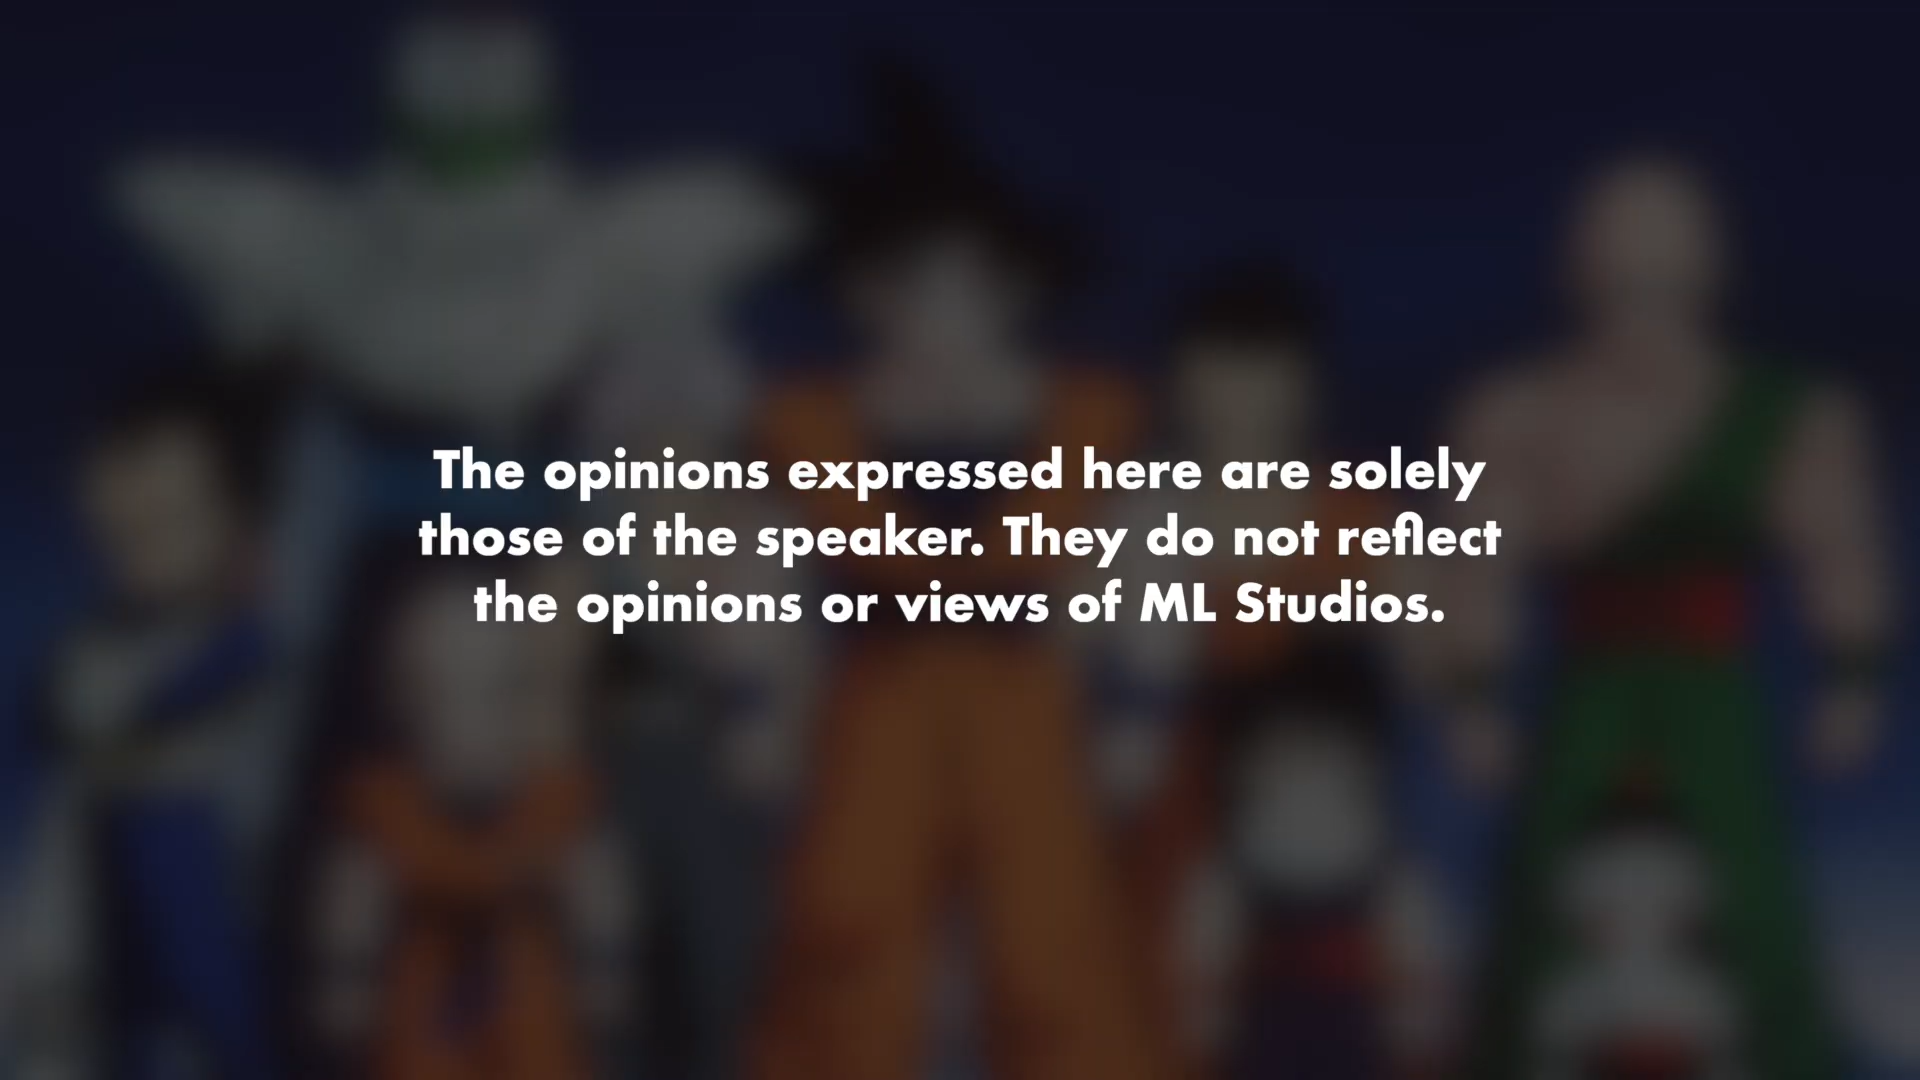 The opinions expressed here are solely
those of the speaker. They do not reflect
the opinions or views of ML Studios.